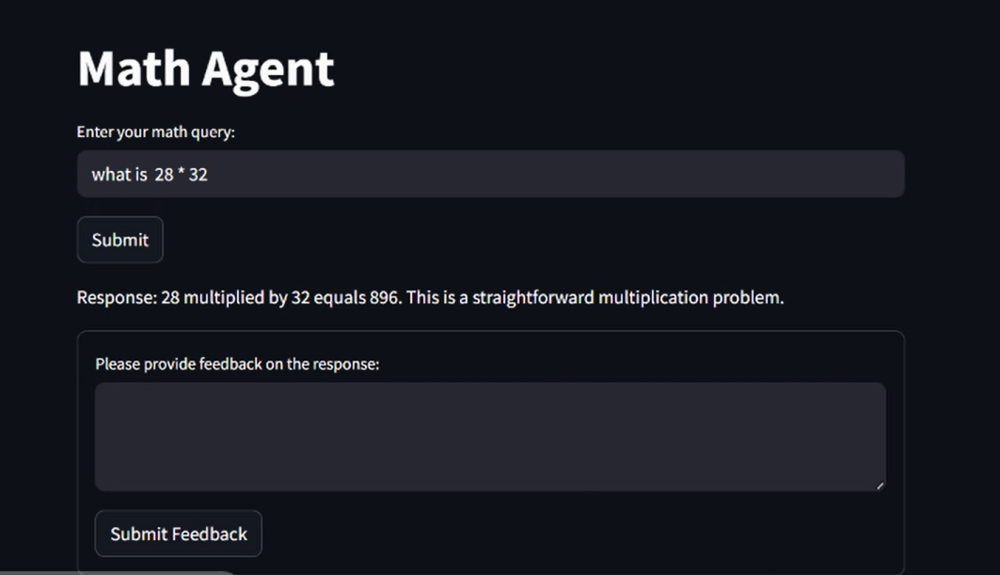 Math Agent
Enter your math query:
what is 28 * 32
Submit
Response: 28 multiplied by 32 equals 896. This is a straightforward multiplication problem.
Please provide feedback on the response:
Submit Feedback